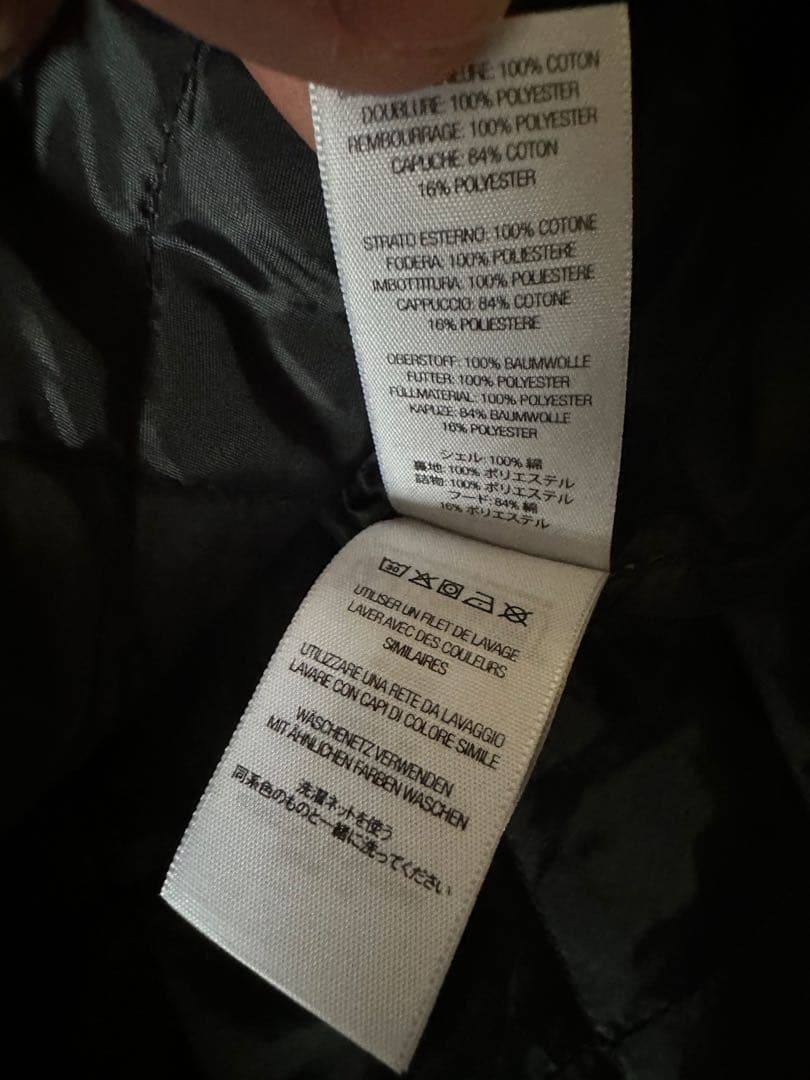 100% COTON
DOUBLURE: 100% POLYESTER
REMBOURRAGE: 100% POLYESTER
CAPUCHE: 84% COTON
16% POLYESTER
STRATO ESTERNO: 100% COTONE
FODERA: 100% POLIESTERE
IMBOTTITURA: 100% POLIESTERE
CAPPUCCIO: 84% COTONE
16% POLIESTERE
OBERSTOFF: 100% BAUMWOLLE
FUTTER: 100% POLYESTER
FÜLLMATERIAL: 100% POLYESTER
KAPUZE: 84% BAUMWOLLE
16% POLYESTER
シェル: 100% 綿
裏地: 100% ポリエステル
詰物: 100% ポリエステル
フード: 84% 綿
16% ポリエステル
30
UTILISER UN FILET DE LAVAGE
LAVER AVEC DES COULEURS
SIMILAIRES
UTILIZZARE UNA RETE DA LAVAGGIO
LAVARE CON CAPI DI COLORE SIMILE
WÄSCHENETZ VERWENDEN
MIT ÄHNLICHEN FARBEN WASCHEN
洗濯ネットを使う
同系色のものと一緒に洗ってください